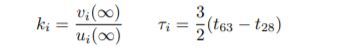 k_i = \frac{v_i(\infty)}{u_i(\infty)} \qquad \tau_i = \frac{3}{2}(t_{63} - t_{28})